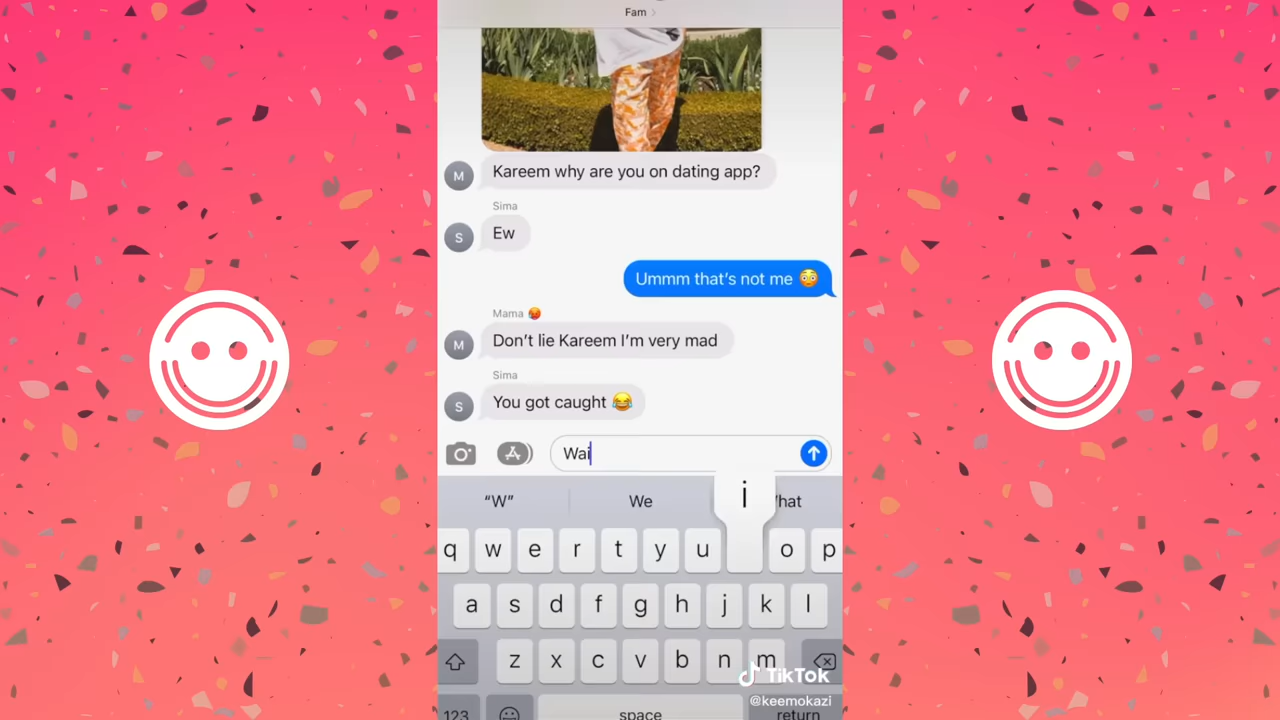 Fam
Kareem why are you on dating app?
M
Sima
Ew
S
Ummm that's not me 😳
Mama 🥵
Don't lie Kareem I'm very mad
M
Sima
You got caught 😂
S
Wai
"W" We hat
i
q w e r t y u o p
a s d f g h j k l
z x c v b n m
TikTok
@keemokazi
123 space return